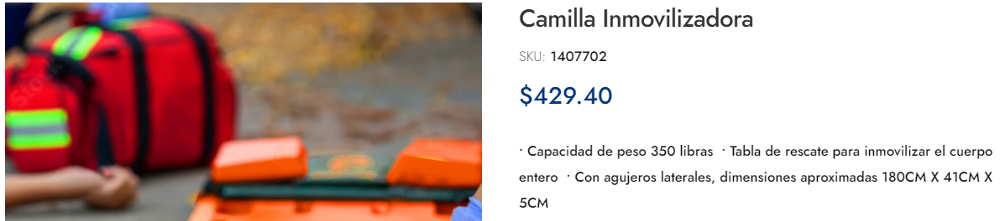 Camilla Inmovilizadora
SKU: 1407702
$429.40
· Capacidad de peso 350 libras · Tabla de rescate para inmovilizar el cuerpo
entero · Con agujeros laterales, dimensiones aproximadas 180CM X 41CM X
5CM